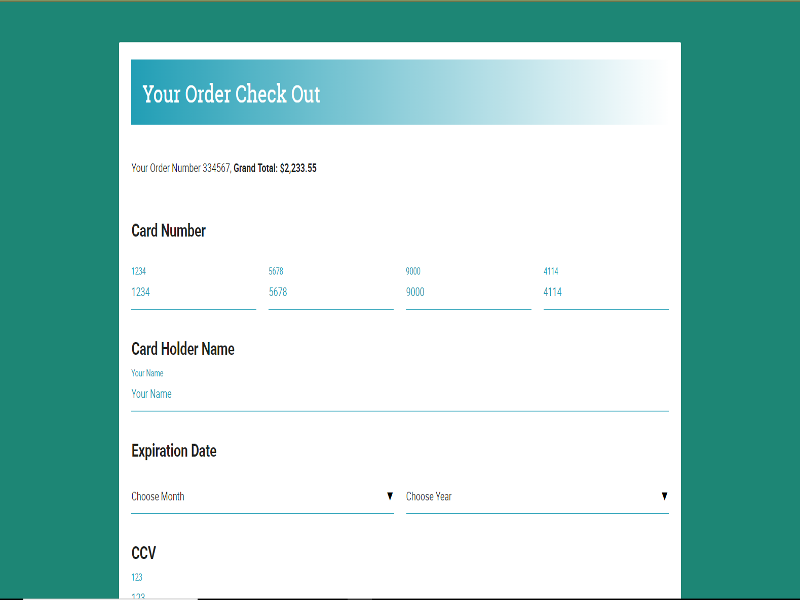 Your Order Check Out
Your Order Number 334567, Grand Total: $2,233.55
Card Number
1234 5678 9000 4114
1234 5678 9000 4114
Card Holder Name
Your Name
Your Name
Expiration Date
Choose Month ▼ Choose Year ▼
CCV
123
123